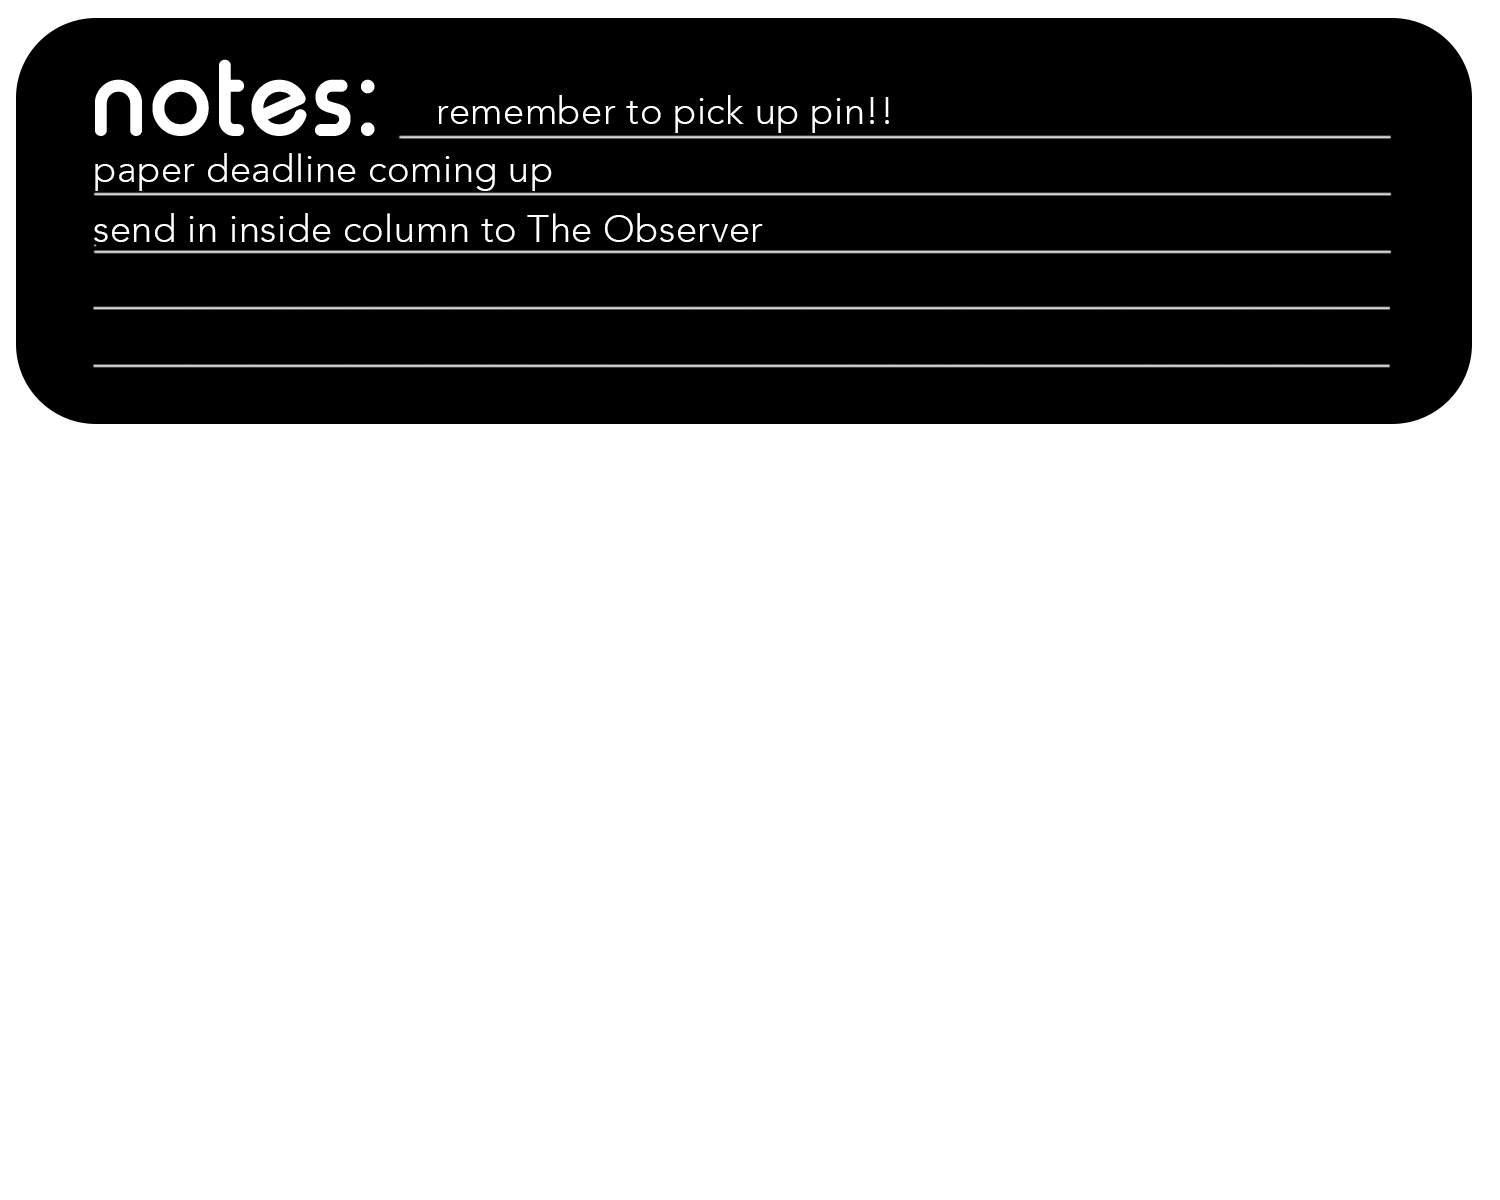 notes: remember to pick up pin!!
paper deadline coming up
send in inside column to The Observer